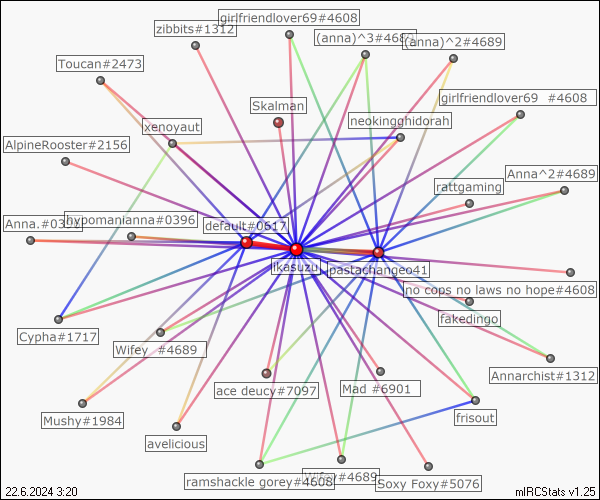 girlfriendlover69#4608
zibbits#1312
(anna)^3#4681
(anna)^2#4689
Toucan#2473
girlfriendlover69 #4608
Skalman
neokingghidorah
xenoyaut
AlpineRooster#2156
rattgaming
Anna^2#4689
Anna.#0392
hypomanianna#0396
default#0617
ikasuzu
pastachangeo41
no cops no laws no hope#4608
fakedingo
Cypha#1717
Wifey #4689
Annarchist#1312
ace deucy#7097
Mad #6901
Mushy#1984
frisout
avelicious
ramshackle gorey#4608
Wifey#4689
Soxy Foxy#5076
22.6.2024 3:20
mIRCStats v1.25